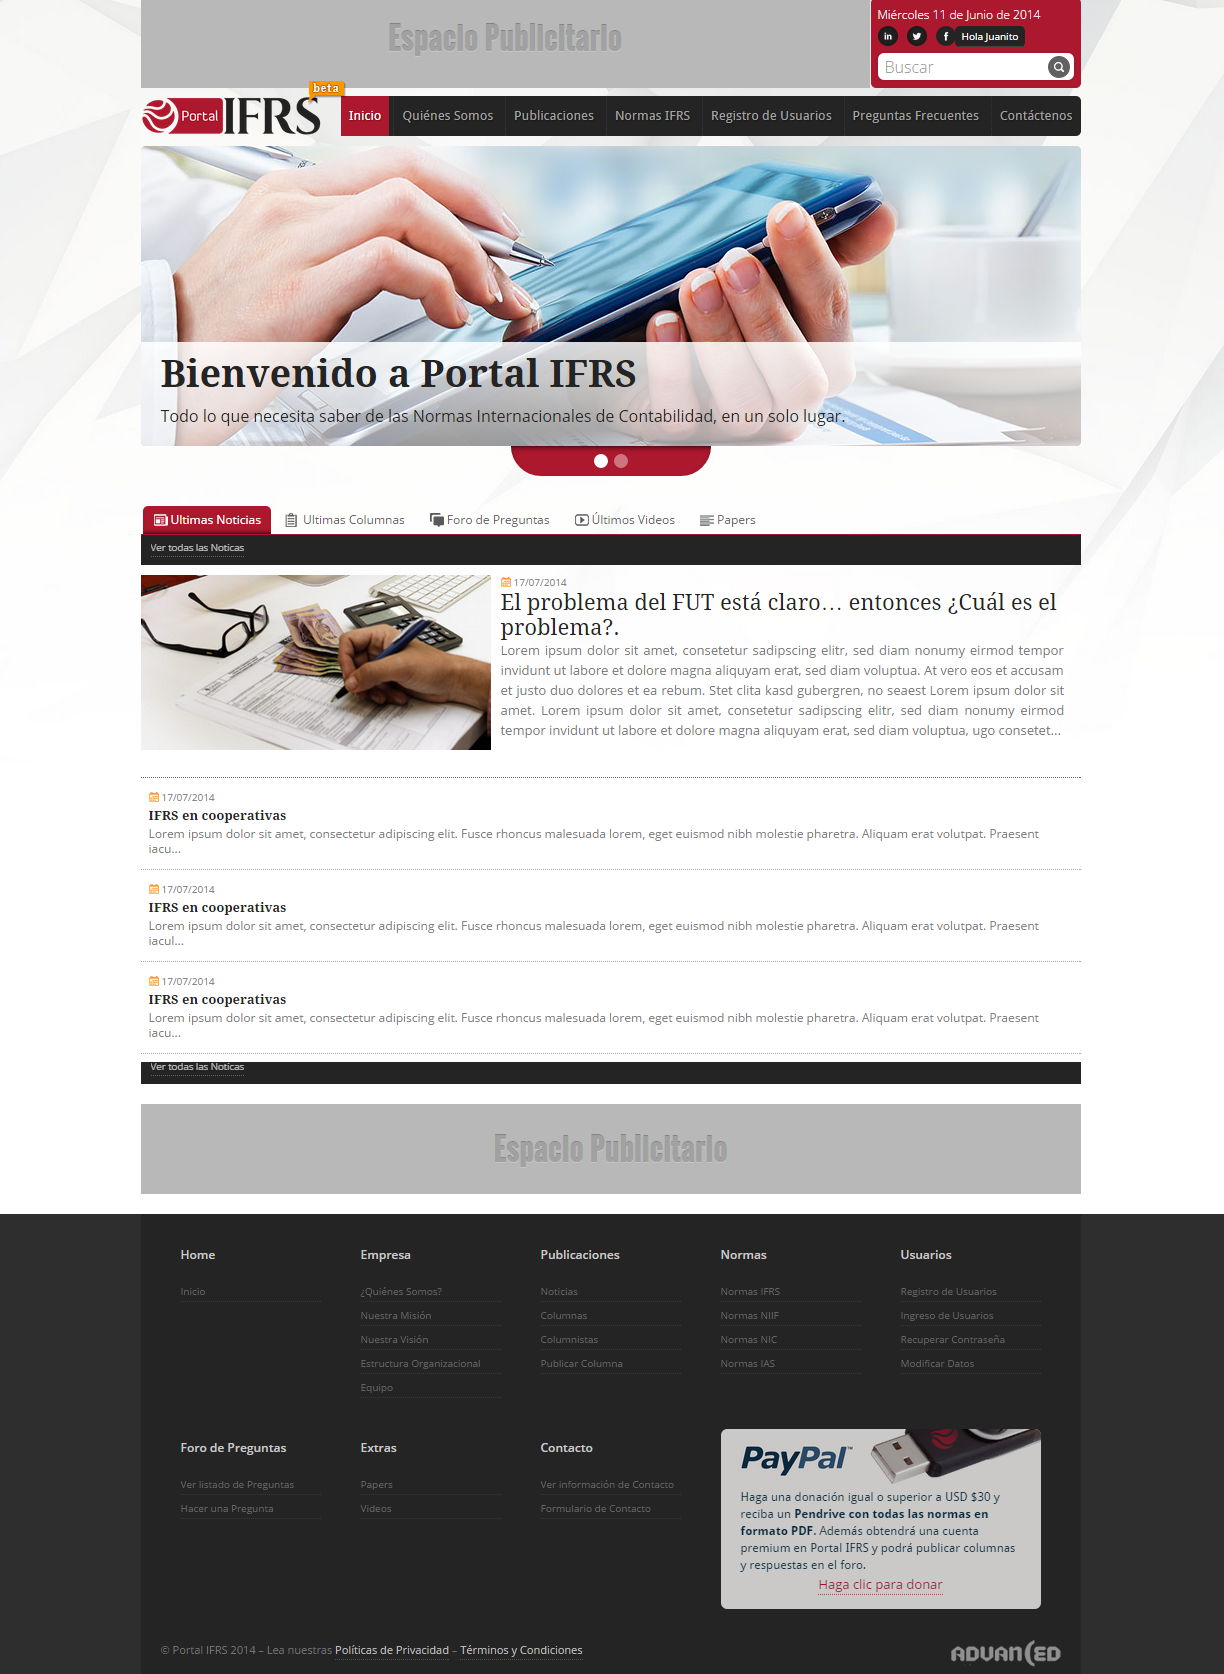 Espacio Publicitario
Miércoles 11 de Junio de 2014
in
Hola Juanito
Buscar
beta
Portal IFRS
Inicio
Quiénes Somos
Publicaciones
Normas IFRS
Registro de Usuarios
Preguntas Frecuentes
Contáctenos
Bienvenido a Portal IFRS
Todo lo que necesita saber de las Normas Internacionales de Contabilidad, en un solo lugar.
Ultimas Noticias
Ultimas Columnas
Foro de Preguntas
Últimos Videos
Papers
Ver todas las Noticas
17/07/2014
El problema del FUT está claro… entonces ¿Cuál es el
problema?.
Lorem ipsum dolor sit amet, consetetur sadipscing elitr, sed diam nonumy eirmod tempor
invidunt ut labore et dolore magna aliquyam erat, sed diam voluptua. At vero eos et accusam
et justo duo dolores et ea rebum. Stet clita kasd gubergren, no seaest Lorem ipsum dolor sit
amet. Lorem ipsum dolor sit amet, consetetur sadipscing elitr, sed diam nonumy eirmod
tempor invidunt ut labore et dolore magna aliquyam erat, sed diam voluptua, ugo consetet...
17/07/2014
IFRS en cooperativas
Lorem ipsum dolor sit amet, consectetur adipiscing elit. Fusce rhoncus malesuada lorem, eget euismod nibh molestie pharetra. Aliquam erat volutpat. Praesent
iacu...
17/07/2014
IFRS en cooperativas
Lorem ipsum dolor sit amet, consectetur adipiscing elit. Fusce rhoncus malesuada lorem, eget euismod nibh molestie pharetra. Aliquam erat volutpat. Praesent
iacul...
17/07/2014
IFRS en cooperativas
Lorem ipsum dolor sit amet, consectetur adipiscing elit. Fusce rhoncus malesuada lorem, eget euismod nibh molestie pharetra. Aliquam erat volutpat. Praesent
iacu...
Ver todas las Noticas
Espacio Publicitario
Home
Inicio
Empresa
¿Quiénes Somos?
Nuestra Misión
Nuestra Visión
Estructura Organizacional
Equipo
Publicaciones
Noticias
Columnas
Columnistas
Publicar Columna
Normas
Normas IFRS
Normas NIIF
Normas NIC
Normas IAS
Usuarios
Registro de Usuarios
Ingreso de Usuarios
Recuperar Contraseña
Modificar Datos
Foro de Preguntas
Ver listado de Preguntas
Hacer una Pregunta
Extras
Papers
Videos
Contacto
Ver información de Contacto
Formulario de Contacto
PayPal™
Haga una donación igual o superior a USD $30 y
reciba un Pendrive con todas las normas en
formato PDF. Además obtendrá una cuenta
premium en Portal IFRS y podrá publicar columnas
y respuestas en el foro.
Haga clic para donar
© Portal IFRS 2014 – Lea nuestras Políticas de Privacidad – Términos y Condiciones
ADVANCED